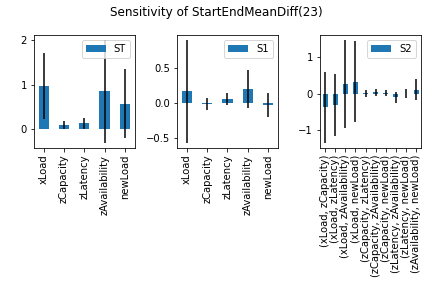 Sensitivity of StartEndMeanDiff(23)
2
1
0
ST
xLoad
zCapacity
zLatency
zAvailability
newLoad
0.5
0.0
−0.5
S1
xLoad
zCapacity
zLatency
zAvailability
newLoad
1
0
−1
S2
(xLoad, zCapacity)
(xLoad, zLatency)
(xLoad, zAvailability)
(xLoad, newLoad)
(zCapacity, zLatency)
(zCapacity, zAvailability)
(zCapacity, newLoad)
(zLatency, zAvailability)
(zLatency, newLoad)
(zAvailability, newLoad)